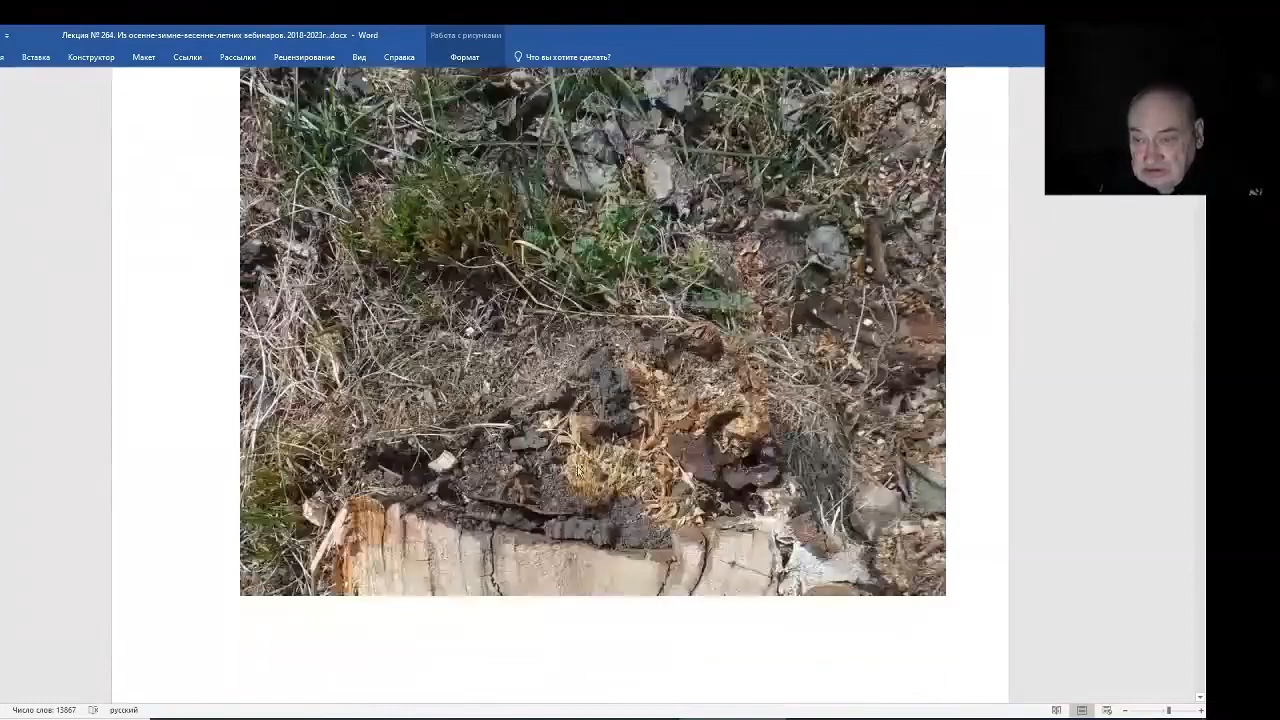 Лекция № 264. Из осенне-зимне-весенне-летних вебинаров. 2018-2023г..docx - Word
Работа с рисунками
я Вставка Конструктор Макет Ссылки Рассылки Рецензирование Вид Справка Формат Что вы хотите сделать?
Число слов: 13867 русский